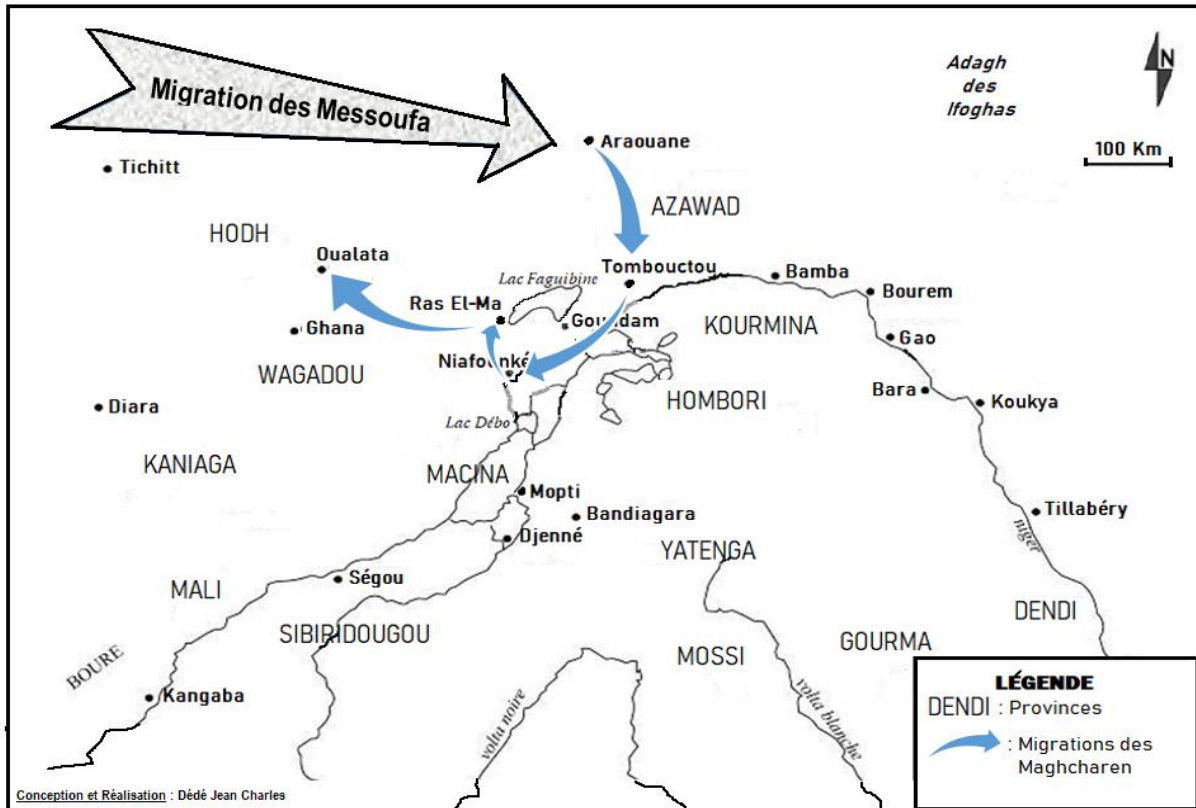 Migration des Messoufa
Adagh
des
Ifoghas
N
100 Km
Araouane
Tichitt
AZAWAD
HODH
Oualata
Tombouctou
Lac Faguibine
Bamba
Bourem
Ras El-Ma
Goundam
KOURMINA
Ghana
Gao
Niafounké
WAGADOU
HOMBORI
Bara
Koukya
Diara
Lac Débo
KANIAGA
MACINA
Mopti
Bandiagara
Tillabéry
Djenné
niger
YATENGA
Ségou
MALI
DENDI
SIBIRIDOUGOU
GOURMA
MOSSI
BOURE
Kangaba
volta noire
volta blanche
LÉGENDE
DENDI : Provinces
: Migrations des
Maghcharen
Conception et Réalisation : Dédé Jean Charles